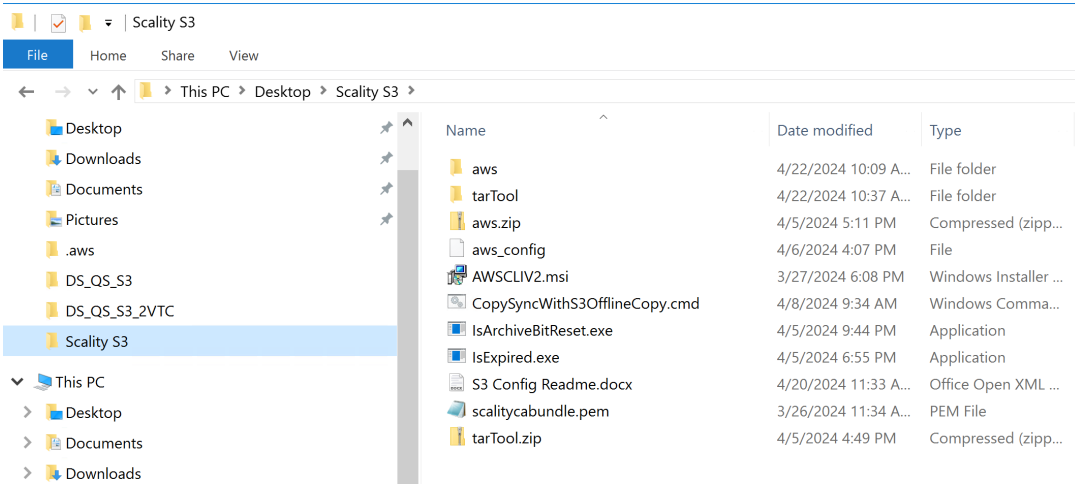 Scality S3
File Home Share View
This PC Desktop Scality S3
Desktop
Downloads
Documents
Pictures
.aws
DS_QS_S3
DS_QS_S3_2VTC
Scality S3
This PC
Desktop
Documents
Downloads
Name Date modified Type
aws 4/22/2024 10:09 A... File folder
tarTool 4/22/2024 10:37 A... File folder
aws.zip 4/5/2024 5:11 PM Compressed (zipp...
aws_config 4/6/2024 4:07 PM File
AWSCLIV2.msi 3/27/2024 6:08 PM Windows Installer ...
CopySyncWithS3OfflineCopy.cmd 4/8/2024 9:34 AM Windows Comma...
IsArchiveBitReset.exe 4/5/2024 9:44 PM Application
IsExpired.exe 4/5/2024 6:55 PM Application
S3 Config Readme.docx 4/20/2024 11:33 A... Office Open XML ...
scalitycabundle.pem 3/26/2024 11:34 A... PEM File
tarTool.zip 4/5/2024 4:49 PM Compressed (zipp...